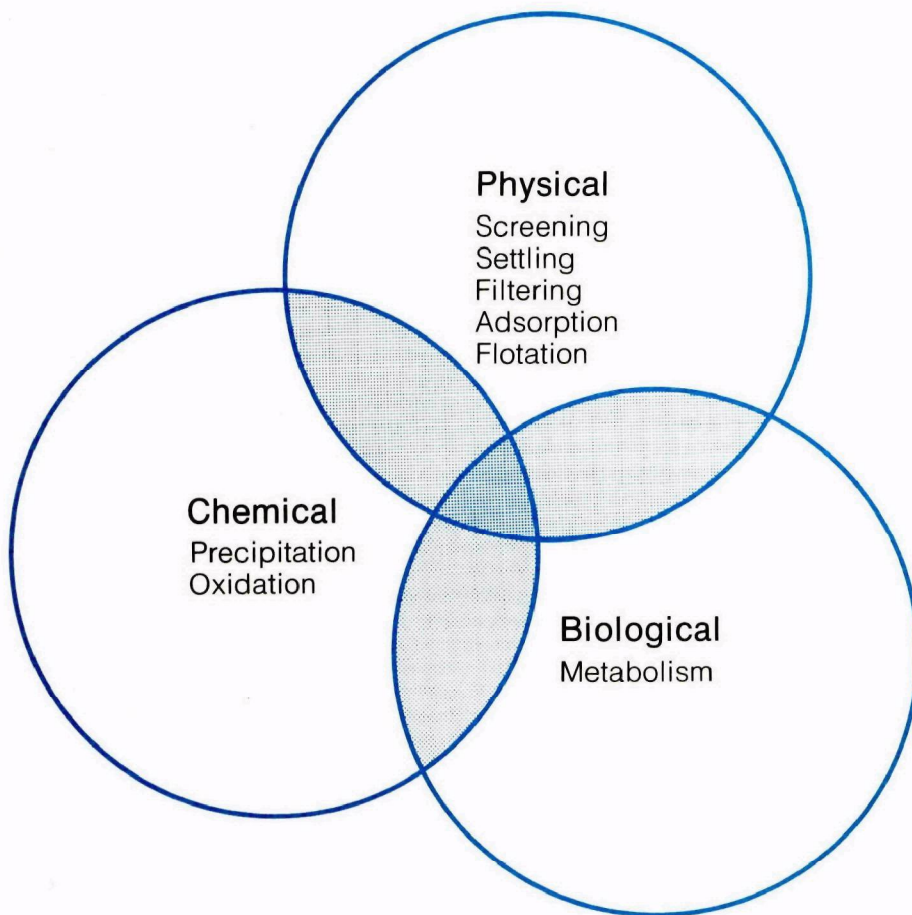 Physical
Screening
Settling
Filtering
Adsorption
Flotation
Chemical
Precipitation
Oxidation
Biological
Metabolism